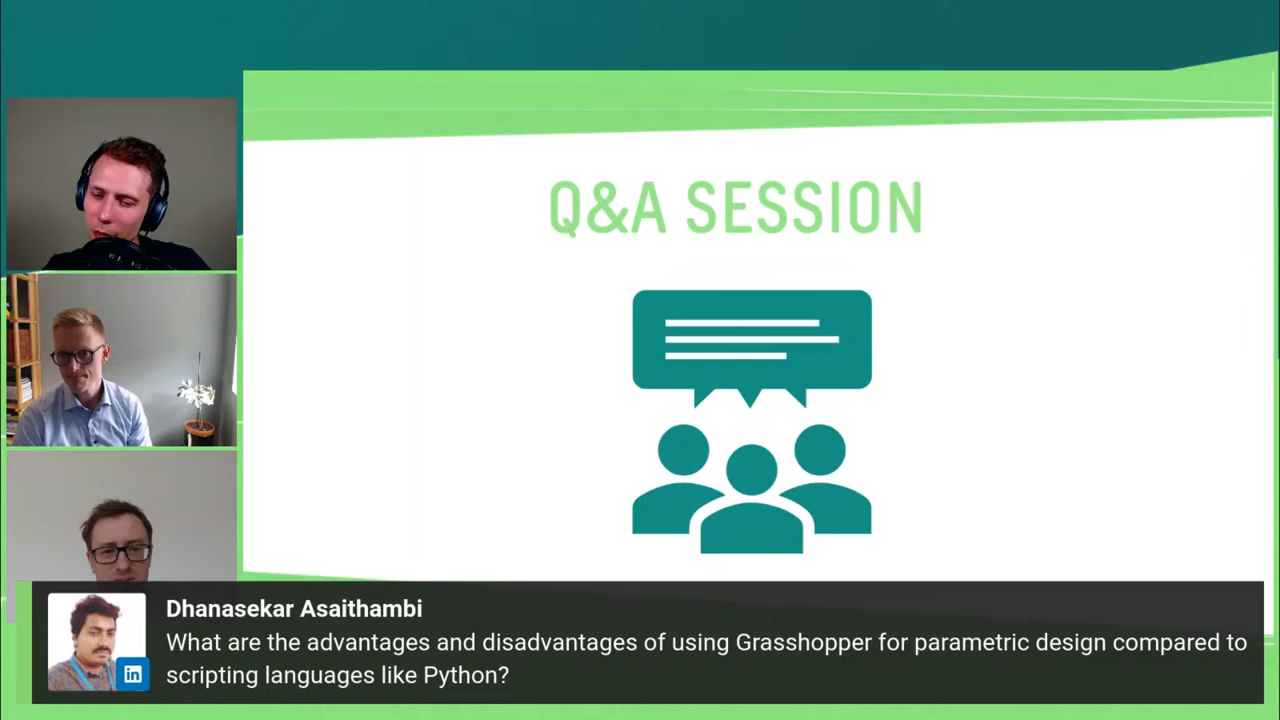 Q&A SESSION
Dhanasekar Asaithambi
What are the advantages and disadvantages of using Grasshopper for parametric design compared to
scripting languages like Python?
in